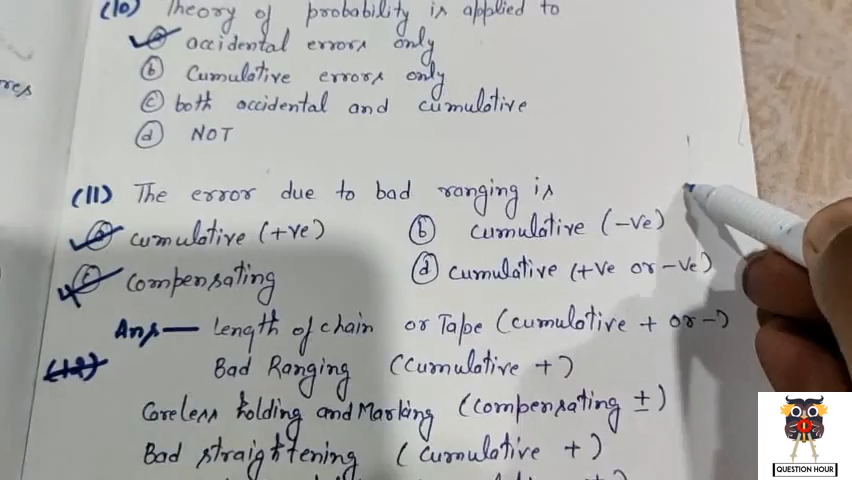 (10) Theory of probability is applied to
(a) accidental errors only
(b) cumulative errors only
(c) both accidental and cumulative
(d) NOT
res
(11) The error due to bad ranging is
(a) cumulative (+ve) (b) cumulative (-ve)
(c) compensating (d) cumulative (+ve or -ve)
Ans — Length of chain or Tape (cumulative + or -)
(12) Bad Ranging (cumulative +)
Careless holding and Marking (compensating ±)
Bad straightening (cumulative +)
QUESTION HOUR